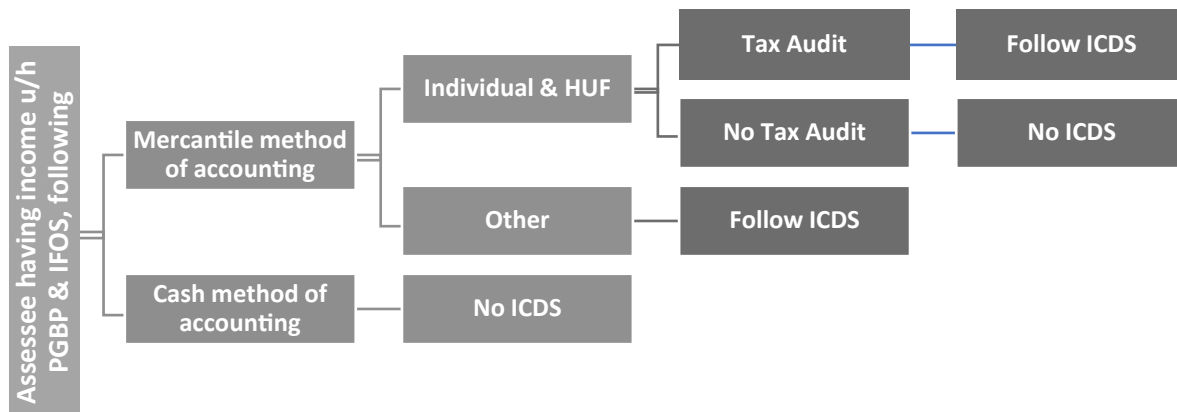 Assessee having income u/h
PGBP & IFOS, following
Mercantile method
of accounting
Individual & HUF
Tax Audit
Follow ICDS
No Tax Audit
No ICDS
Other
Follow ICDS
Cash method of
accounting
No ICDS